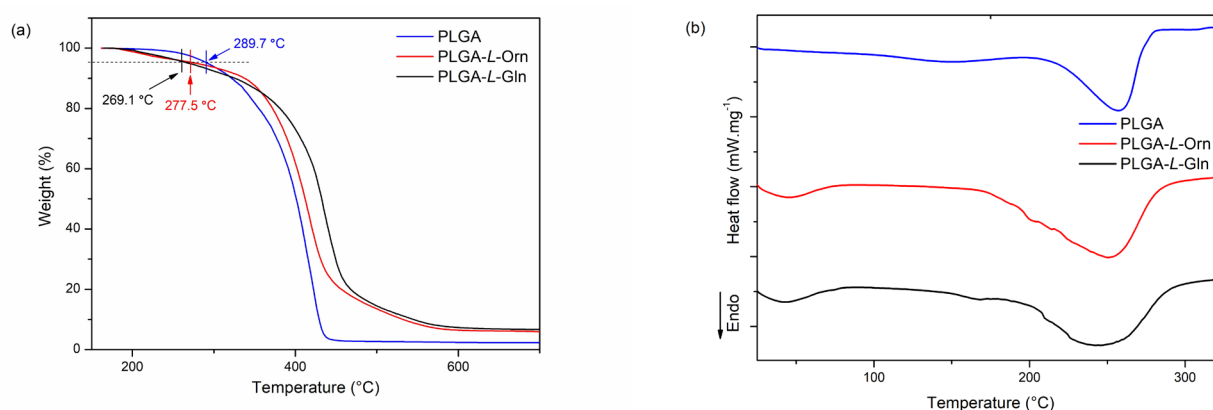 (a)
PLGA
PLGA-L-Orn
PLGA-L-Gln
289.7 °C
269.1 °C
277.5 °C
100
80
60
40
20
0
Weight (%)
200
400
600
Temperature (°C)
(b)
PLGA
PLGA-L-Orn
PLGA-L-Gln
Heat flow (mW.mg-1)
Endo
100
200
300
Temperature (°C)